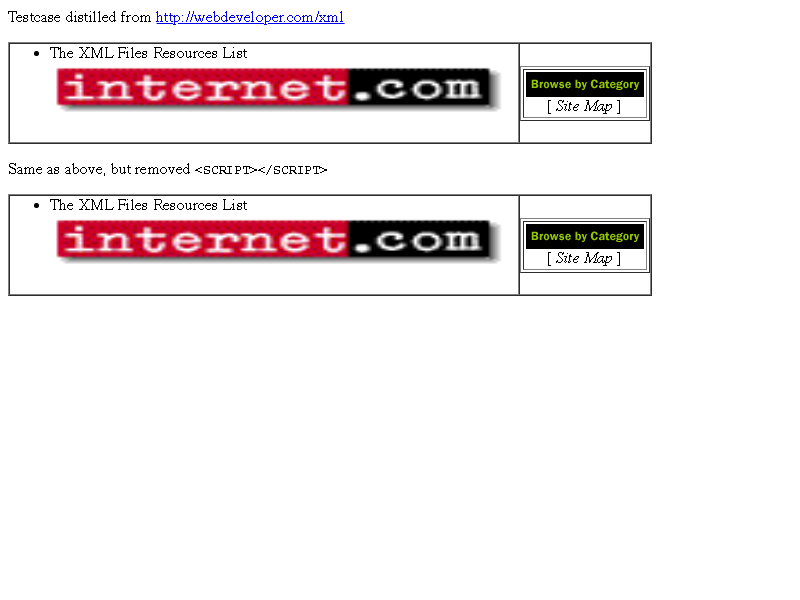 Testcase distilled from http://webdeveloper.com/xml
The XML Files Resources List
internet.com
Browse by Category
[ Site Map ]
Same as above, but removed <SCRIPT></SCRIPT>
The XML Files Resources List
internet.com
Browse by Category
[ Site Map ]